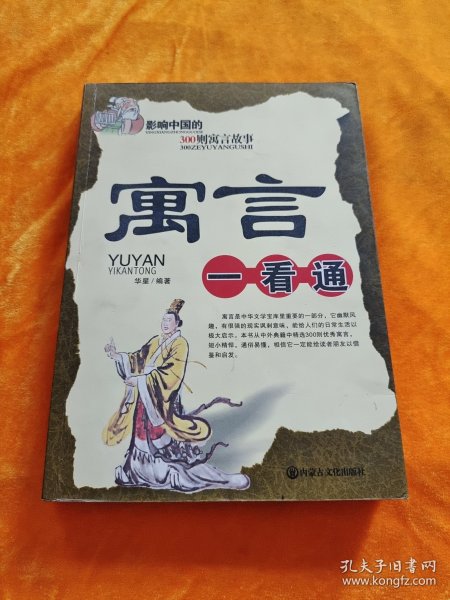 影响中国的
YINGXIANGZHONGGUODE
300则寓言故事
300ZEYUYANGUSHI
寓言
YUYAN
YIKANTONG
一看通
华星/编著
寓言是中华文学宝库里重要的一部分，它幽默风
趣，有很强的现实讽刺意味，能给人们的日常生活以
极大启示。本书从中外典籍中精选300则优秀寓言，
短小精悍，通俗易懂，相信它一定能给读者朋友以借
鉴和启发。
内蒙古文化出版社
孔夫子旧书网
www.kongfz.com